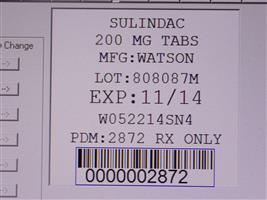 SULINDAC
200 MG TABS
MFG:WATSON
LOT:808087M
EXP:11/14
W052214SN4
PDM:2872 RX ONLY
0000002872
Change